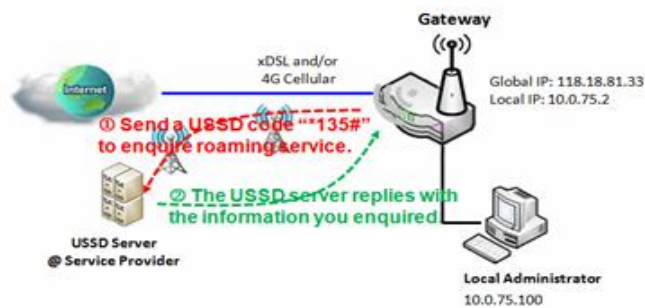 Gateway
Internet
xDSL and/or
4G Cellular
Global IP: 118.18.81.33
Local IP: 10.0.75.2
① Send a USSD code “*135#”
to enquire roaming service.
② The USSD server replies with
the information you enquired
USSD Server
@ Service Provider
Local Administrator
10.0.75.100